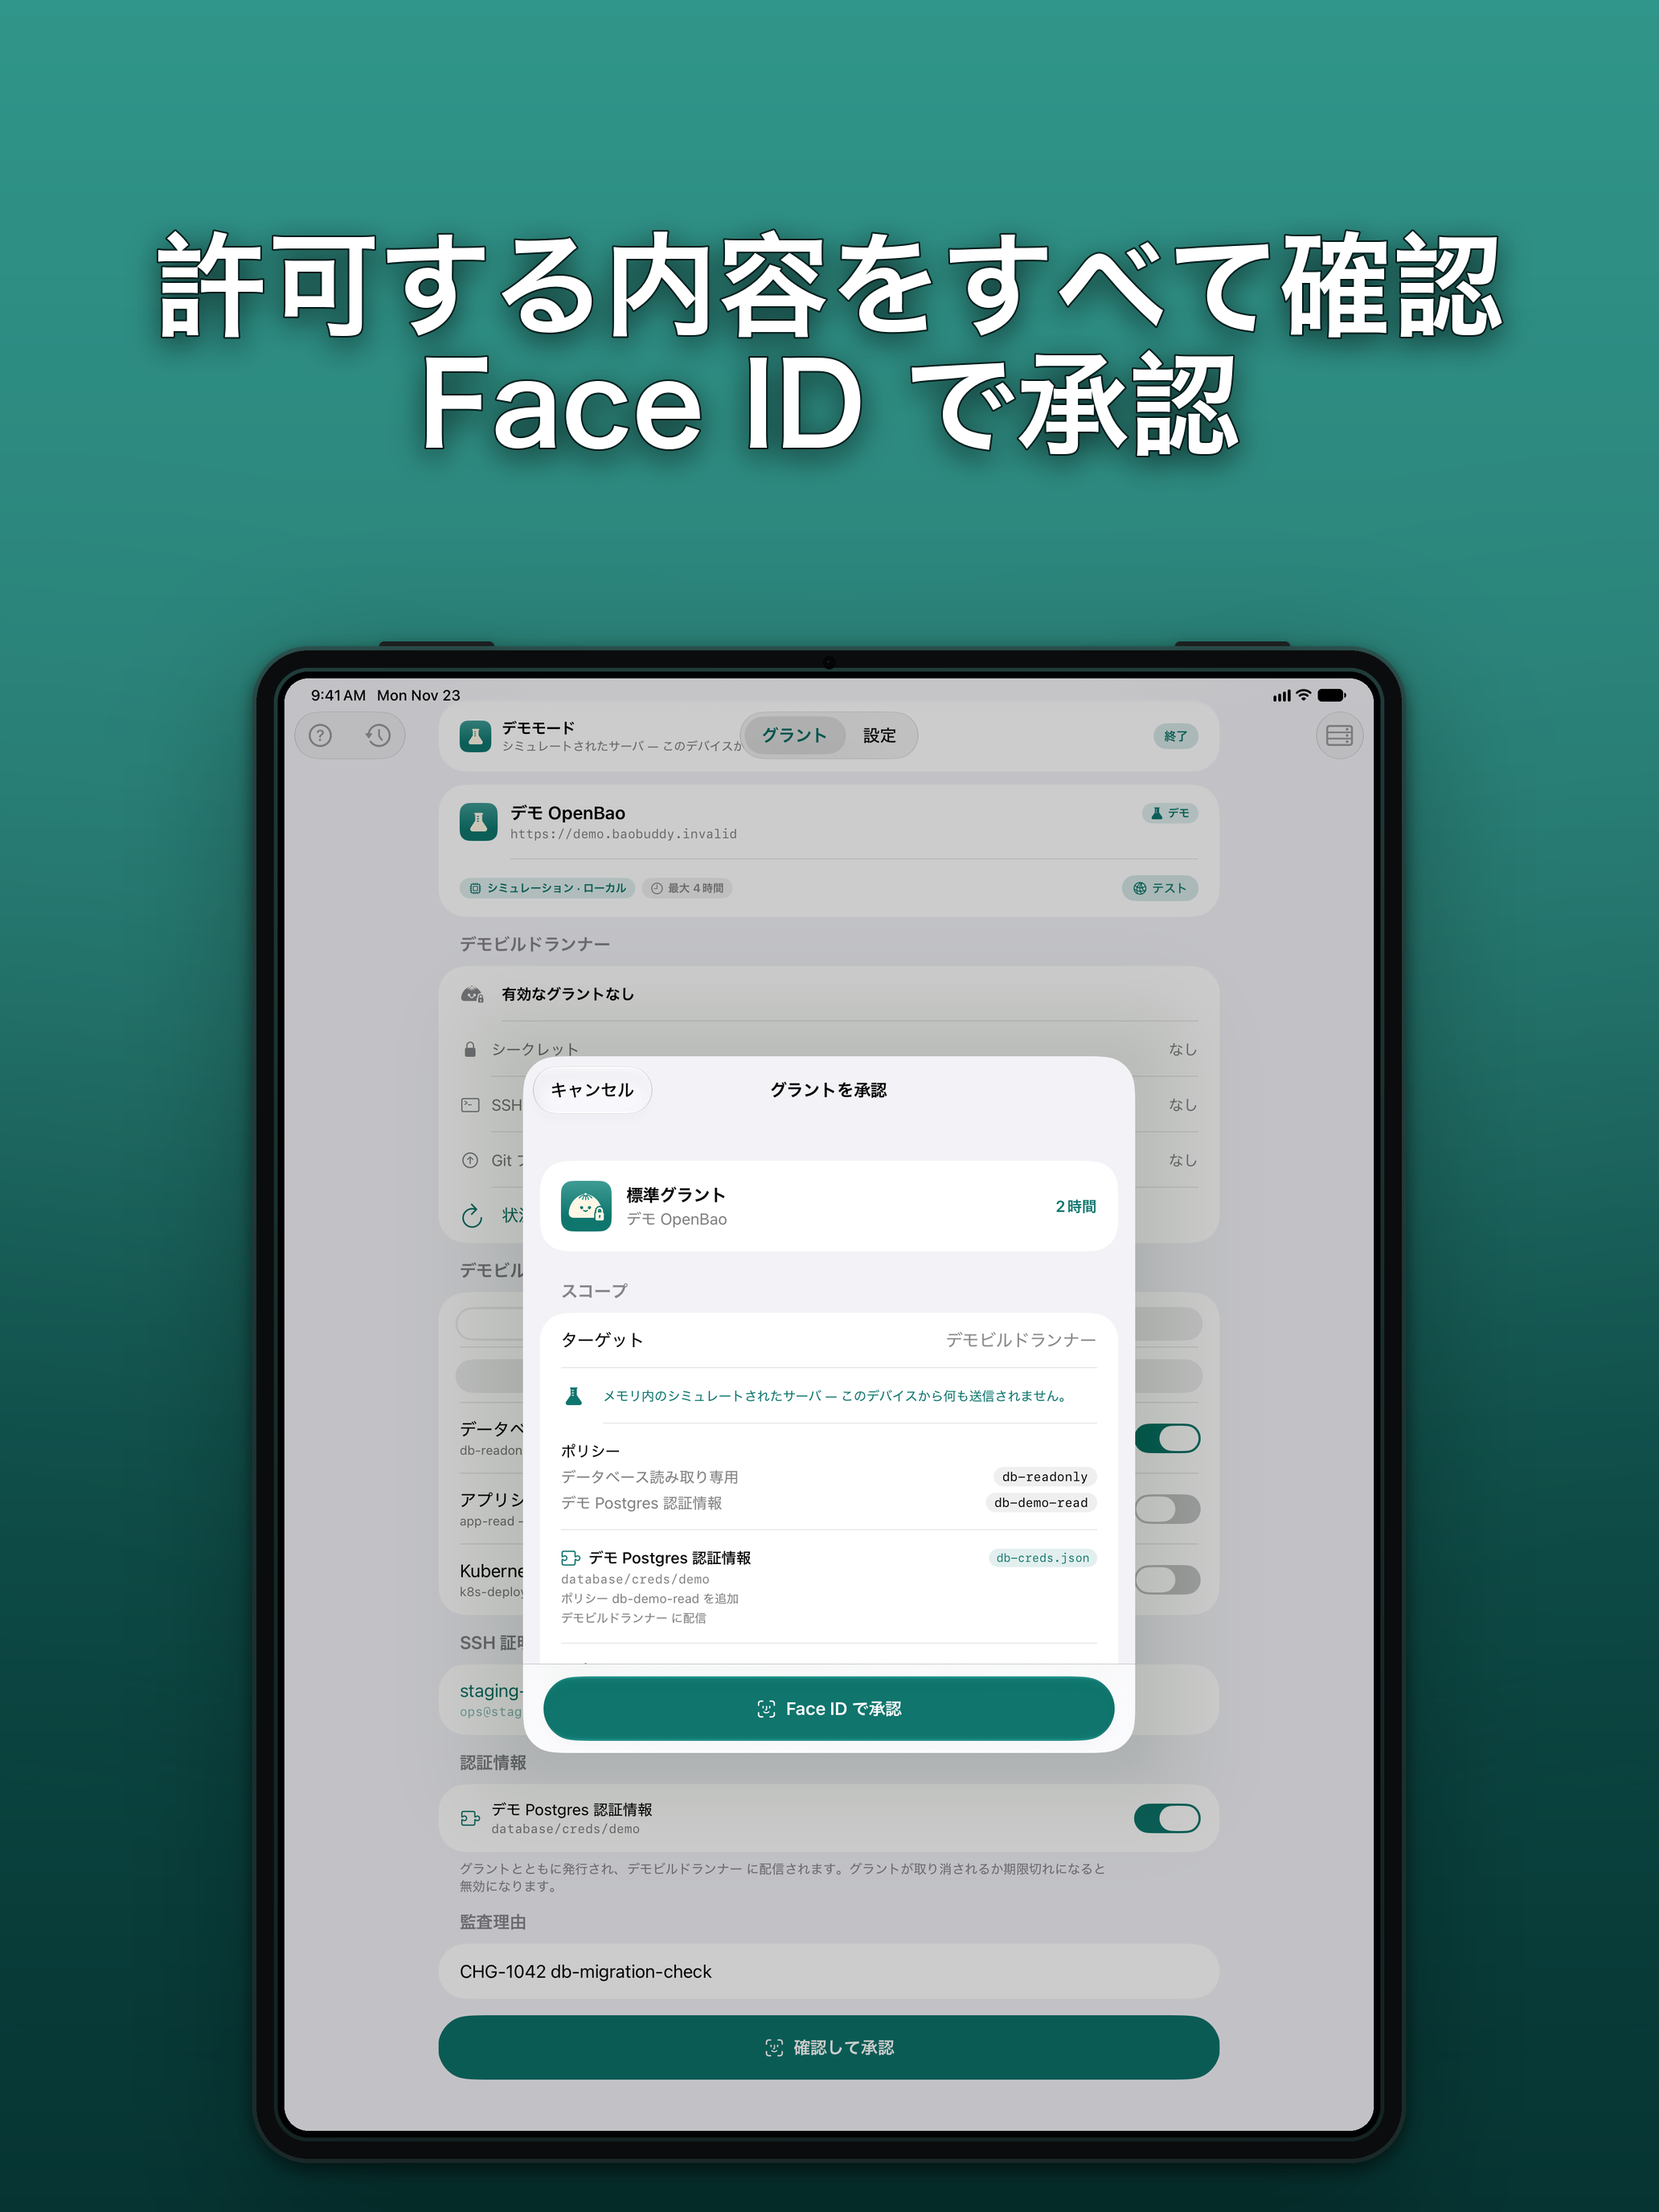 許可する内容をすべて確認
Face ID で承認
9:41 AM Mon Nov 23
デモモード
シミュレートされたサーバ — このデバイスか
グラント
設定
終了
デモ OpenBao
https://demo.baobuddy.invalid
デモ
シミュレーション · ローカル
最大 4 時間
テスト
デモビルドランナー
有効なグラントなし
シークレット
なし
SSH
なし
Git
なし
キャンセル
グラントを承認
標準グラント
デモ OpenBao
2 時間
スコープ
ターゲット
デモビルドランナー
メモリ内のシミュレートされたサーバ — このデバイスから何も送信されません。
ポリシー
データベース読み取り専用
db-readonly
デモ Postgres 認証情報
db-demo-read
デモ Postgres 認証情報
db-creds.json
database/creds/demo
ポリシー db-demo-read を追加
デモビルドランナー に配信
Face ID で承認
デモビル
データベ
db-readon
アプリシ
app-read
Kuberne
k8s-deploy
SSH 証
staging-
ops@stag
認証情報
デモ Postgres 認証情報
database/creds/demo
グラントとともに発行され、デモビルドランナー に配信されます。グラントが取り消されるか期限切れになると
無効になります。
監査理由
CHG-1042 db-migration-check
確認して承認